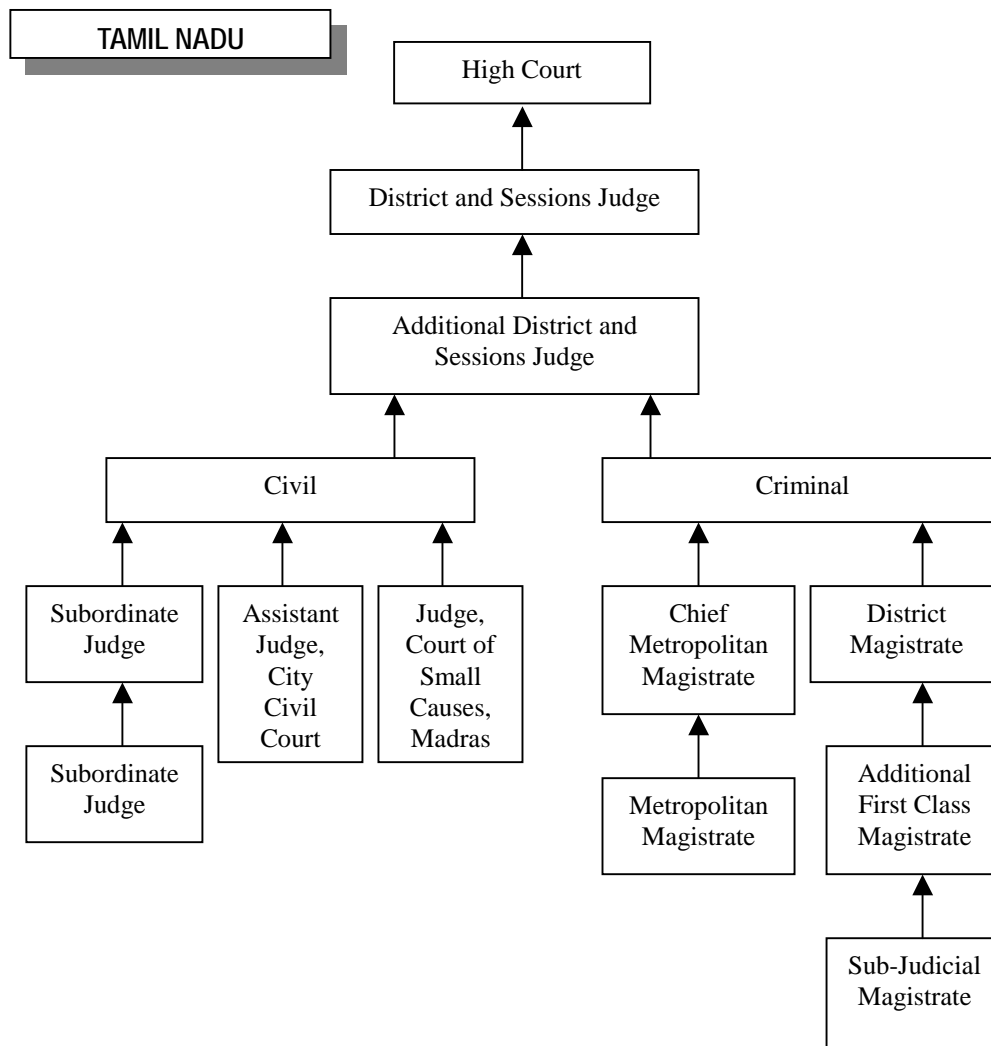 TAMIL NADU
High Court
District and Sessions Judge
Additional District and
Sessions Judge
Civil
Criminal
Subordinate
Judge
Assistant
Judge,
City
Civil
Court
Judge,
Court of
Small
Causes,
Madras
Chief
Metropolitan
Magistrate
District
Magistrate
Subordinate
Judge
Metropolitan
Magistrate
Additional
First Class
Magistrate
Sub-Judicial
Magistrate